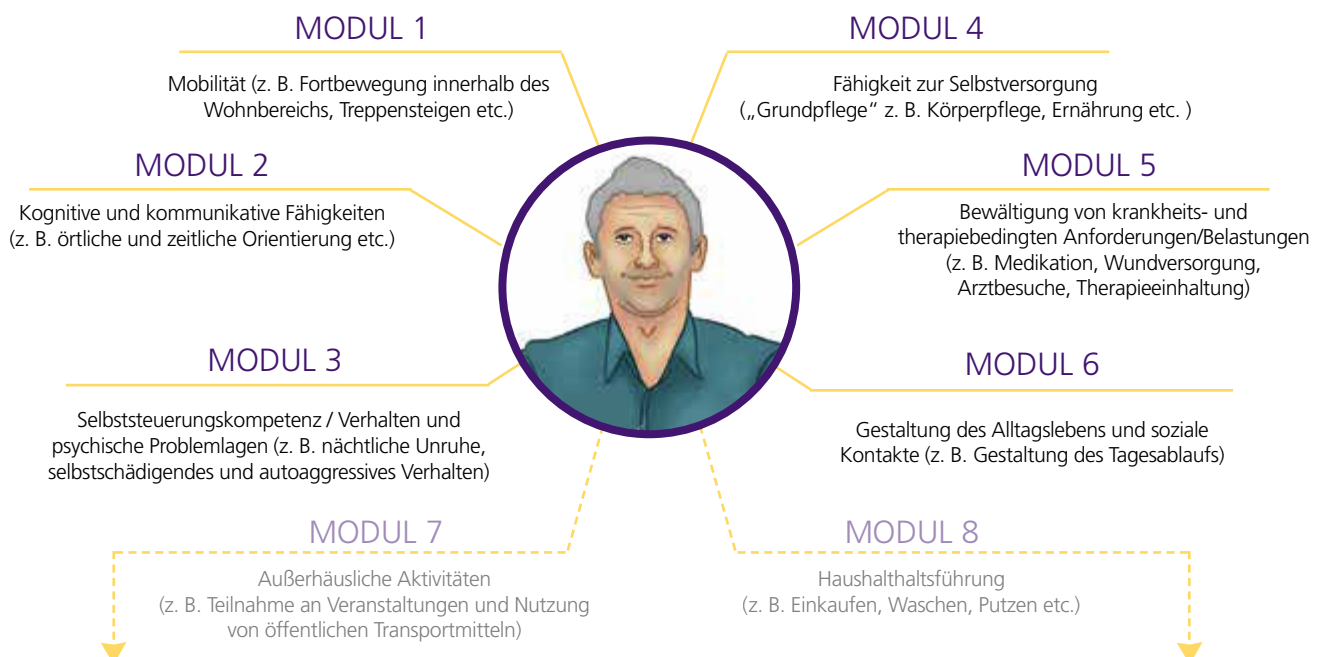 MODUL 1
Mobilität (z. B. Fortbewegung innerhalb des
Wohnbereichs, Treppensteigen etc.)
MODUL 4
Fähigkeit zur Selbstversorgung
(„Grundpflege“ z. B. Körperpflege, Ernährung etc. )
MODUL 2
Kognitive und kommunikative Fähigkeiten
(z. B. örtliche und zeitliche Orientierung etc.)
MODUL 5
Bewältigung von krankheits- und
therapiebedingten Anforderungen/Belastungen
(z. B. Medikation, Wundversorgung,
Arztbesuche, Therapieeinhaltung)
MODUL 3
Selbststeuerungskompetenz / Verhalten und
psychische Problemlagen (z. B. nächtliche Unruhe,
selbstschädigendes und autoaggressives Verhalten)
MODUL 6
Gestaltung des Alltagslebens und soziale
Kontakte (z. B. Gestaltung des Tagesablaufs)
MODUL 7
Außerhäusliche Aktivitäten
(z. B. Teilnahme an Veranstaltungen und Nutzung
von öffentlichen Transportmitteln)
MODUL 8
Haushalthaltsführung
(z. B. Einkaufen, Waschen, Putzen etc.)